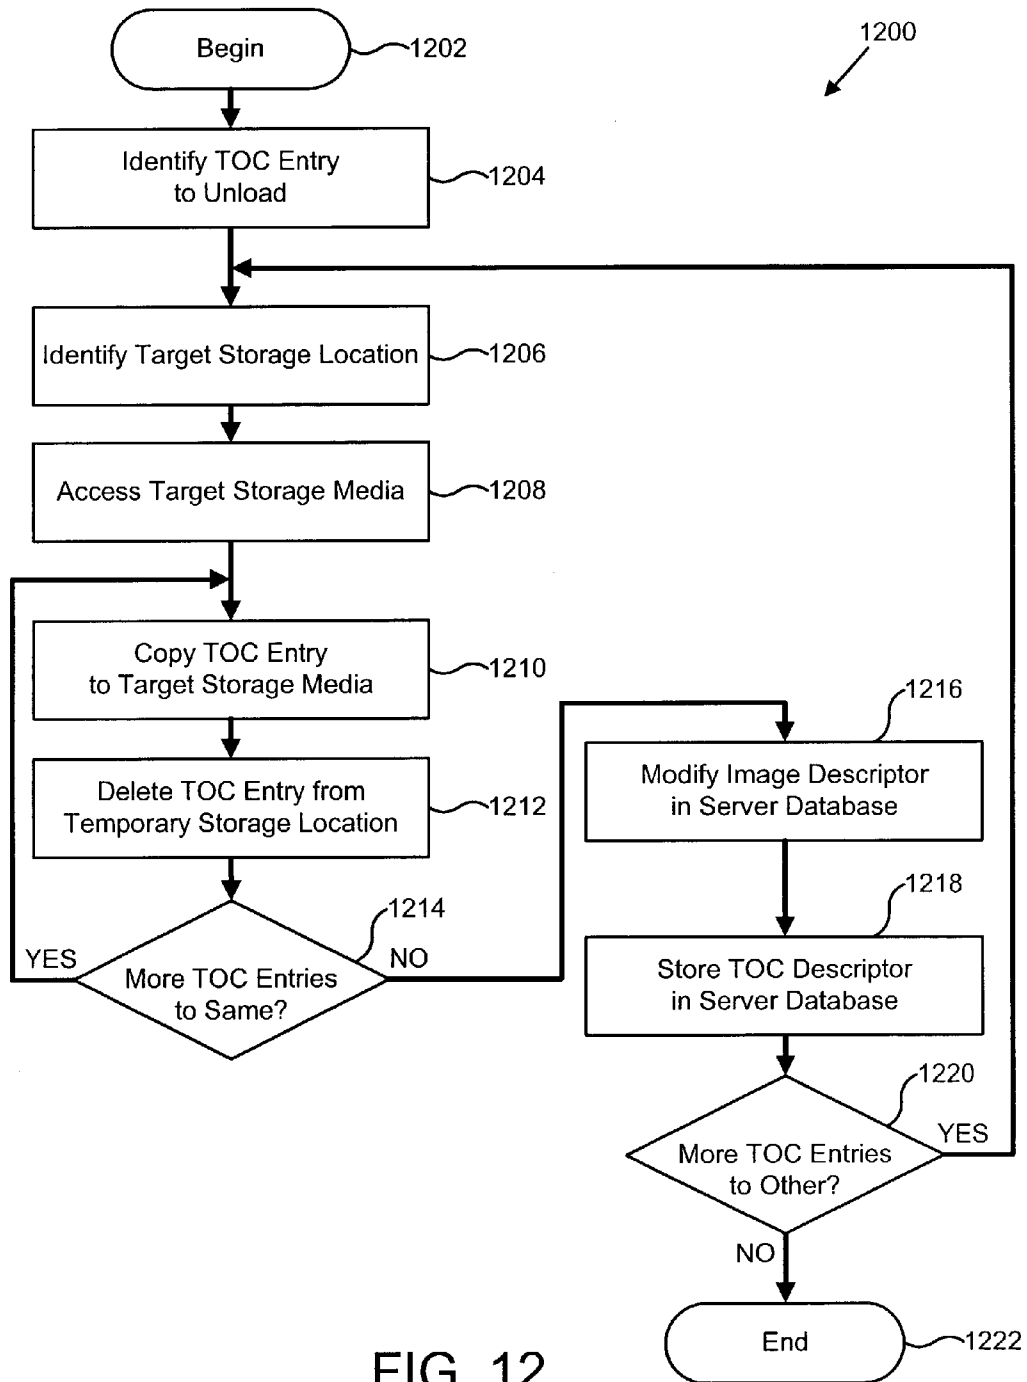 Begin
1202
1200
Identify TOC Entry
to Unload
1204
Identify Target Storage Location
1206
Access Target Storage Media
1208
Copy TOC Entry
to Target Storage Media
1210
Delete TOC Entry from
Temporary Storage Location
1212
More TOC Entries
to Same?
1214
YES
NO
Modify Image Descriptor
in Server Database
1216
Store TOC Descriptor
in Server Database
1218
More TOC Entries
to Other?
1220
YES
NO
End
1222
FIG. 12